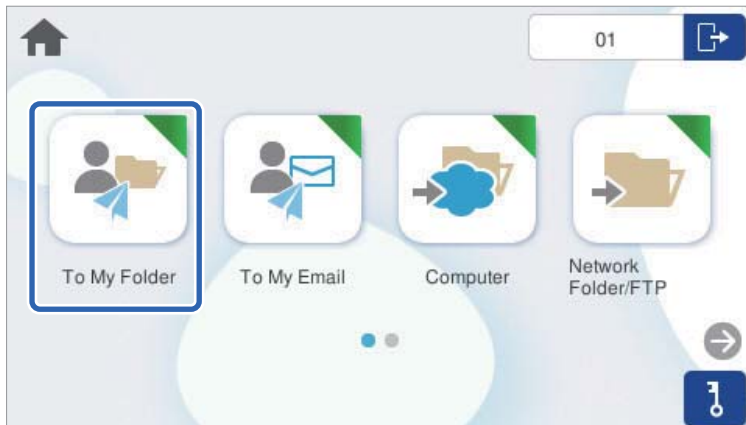 01
To My Folder
To My Email
Computer
Network
Folder/FTP